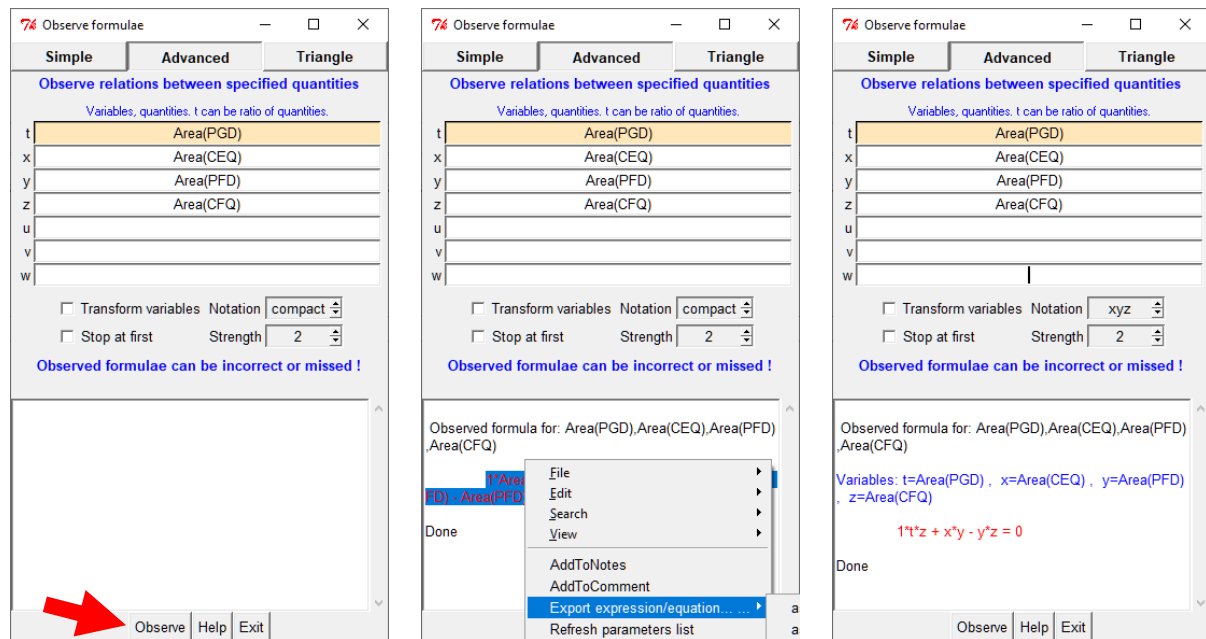 Observe formulae
Simple Advanced Triangle
Observe relations between specified quantities
Variables, quantities. t can be ratio of quantities.
t Area(PGD)
x Area(CEQ)
y Area(PFD)
z Area(CFQ)
u
v
w
Transform variables Notation compact
Stop at first Strength 2
Observed formulae can be incorrect or missed !
Observe Help Exit
Observe formulae
Simple Advanced Triangle
Observe relations between specified quantities
Variables, quantities. t can be ratio of quantities.
t Area(PGD)
x Area(CEQ)
y Area(PFD)
z Area(CFQ)
u
v
w
Transform variables Notation compact
Stop at first Strength 2
Observed formulae can be incorrect or missed !
Observed formula for: Area(PGD),Area(CEQ),Area(PFD)
,Area(CFQ)
1*Area
FD) - Area(PFD)
Done
File
Edit
Search
View
AddToNotes
AddToComment
Export expression/equation... ...
Refresh parameters list
Observe formulae
Simple Advanced Triangle
Observe relations between specified quantities
Variables, quantities. t can be ratio of quantities.
t Area(PGD)
x Area(CEQ)
y Area(PFD)
z Area(CFQ)
u
v
w
Transform variables Notation xyz
Stop at first Strength 2
Observed formulae can be incorrect or missed !
Observed formula for: Area(PGD),Area(CEQ),Area(PFD)
,Area(CFQ)
Variables: t=Area(PGD) , x=Area(CEQ) , y=Area(PFD)
, z=Area(CFQ)
1*t*z + x*y - y*z = 0
Done
Observe Help Exit